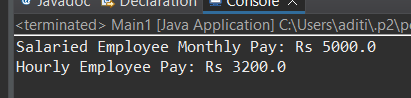 Javadoc Declaration Console
<terminated> Main1 [Java Application] C:\Users\aditi\.p2\p
Salaried Employee Monthly Pay: Rs 5000.0
Hourly Employee Pay: Rs 3200.0